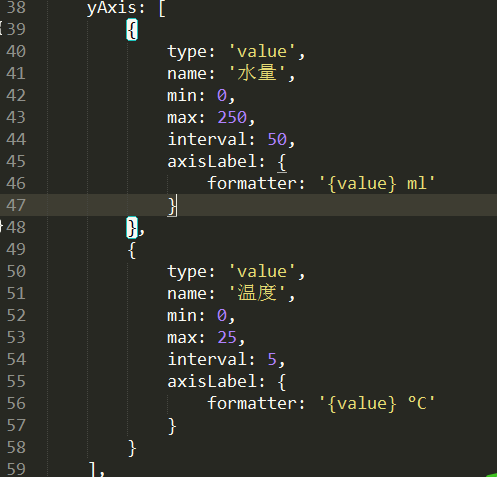 38 yAxis: [
39 {
40 type: 'value',
41 name: '水量',
42 min: 0,
43 max: 250,
44 interval: 50,
45 axisLabel: {
46 formatter: '{value} ml'
47 }
48 },
49 {
50 type: 'value',
51 name: '温度',
52 min: 0,
53 max: 25,
54 interval: 5,
55 axisLabel: {
56 formatter: '{value} °C'
57 }
58 }
59 ],